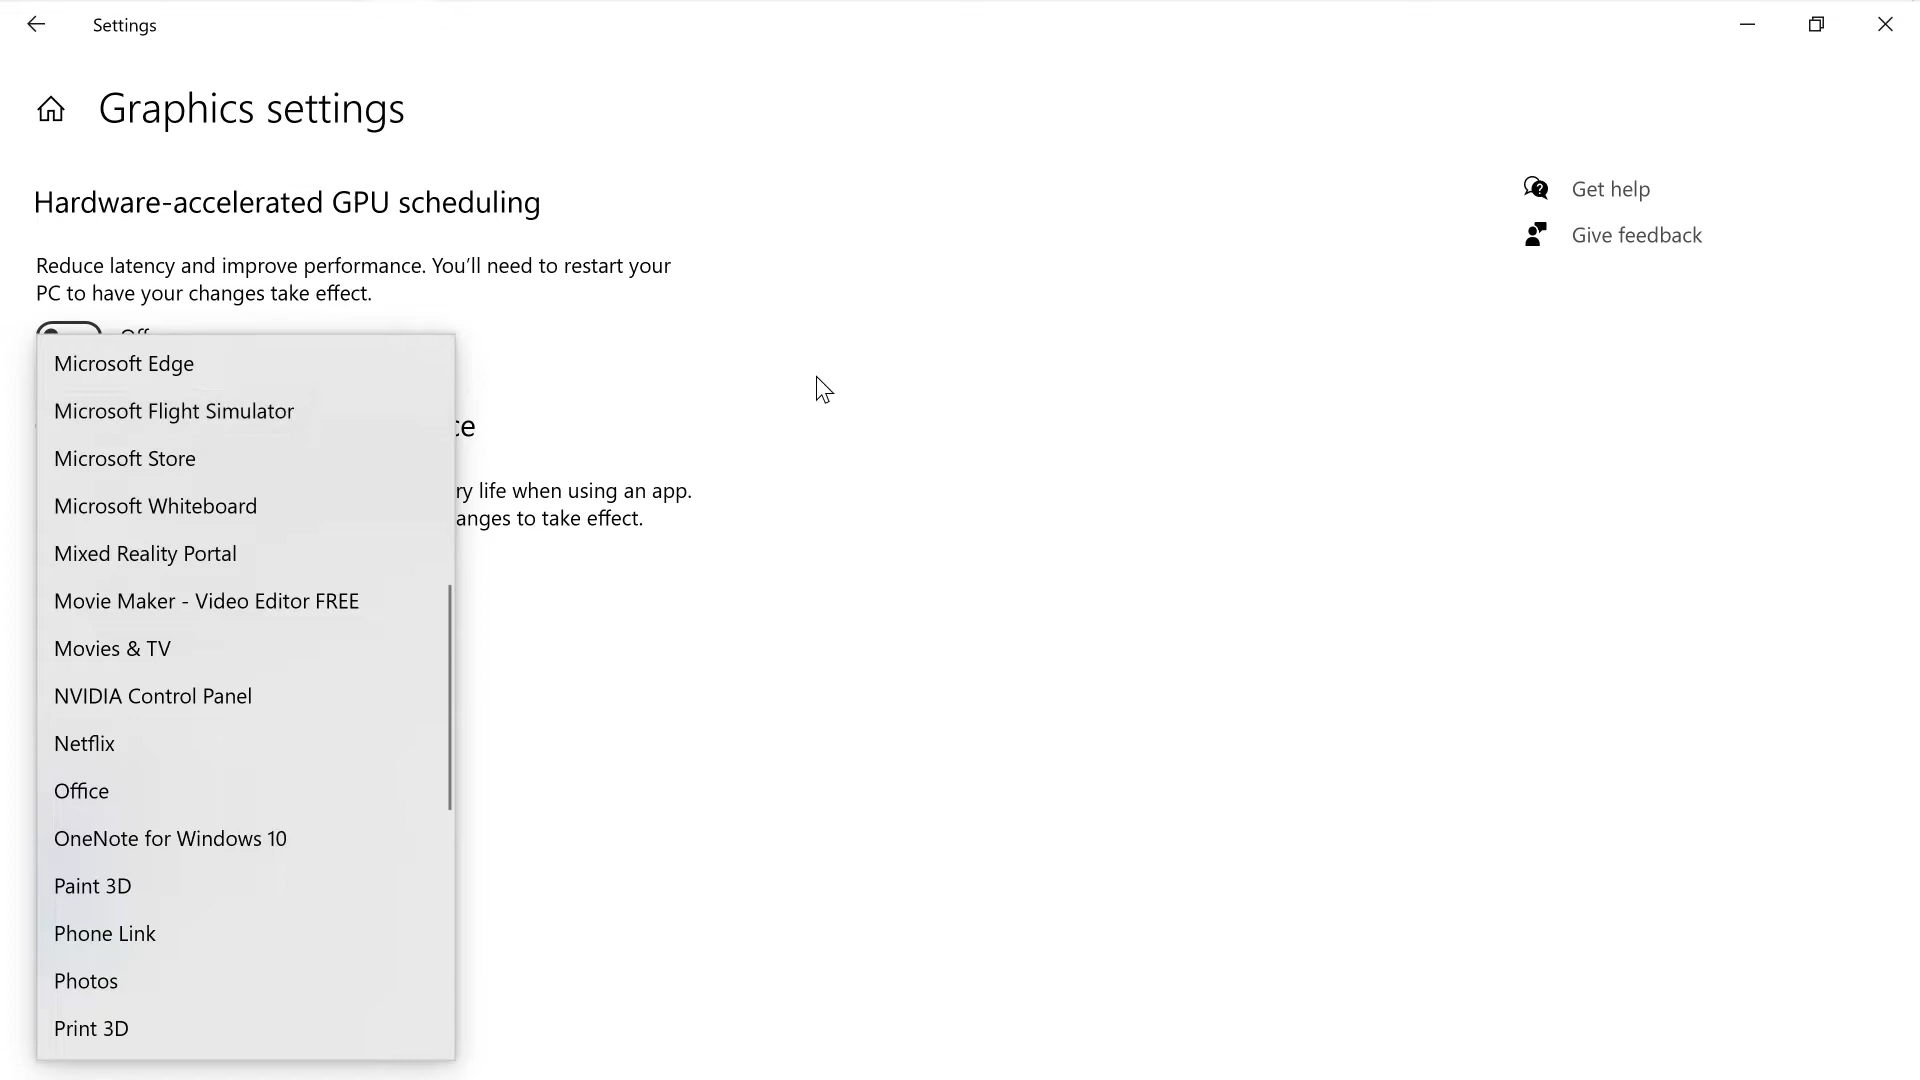 Settings
Graphics settings
Get help
Give feedback
Hardware-accelerated GPU scheduling
Reduce latency and improve performance. You’ll need to restart your
PC to have your changes take effect.
Off
ce
ry life when using an app.
anges to take effect.
Microsoft Edge
Microsoft Flight Simulator
Microsoft Store
Microsoft Whiteboard
Mixed Reality Portal
Movie Maker - Video Editor FREE
Movies & TV
NVIDIA Control Panel
Netflix
Office
OneNote for Windows 10
Paint 3D
Phone Link
Photos
Print 3D